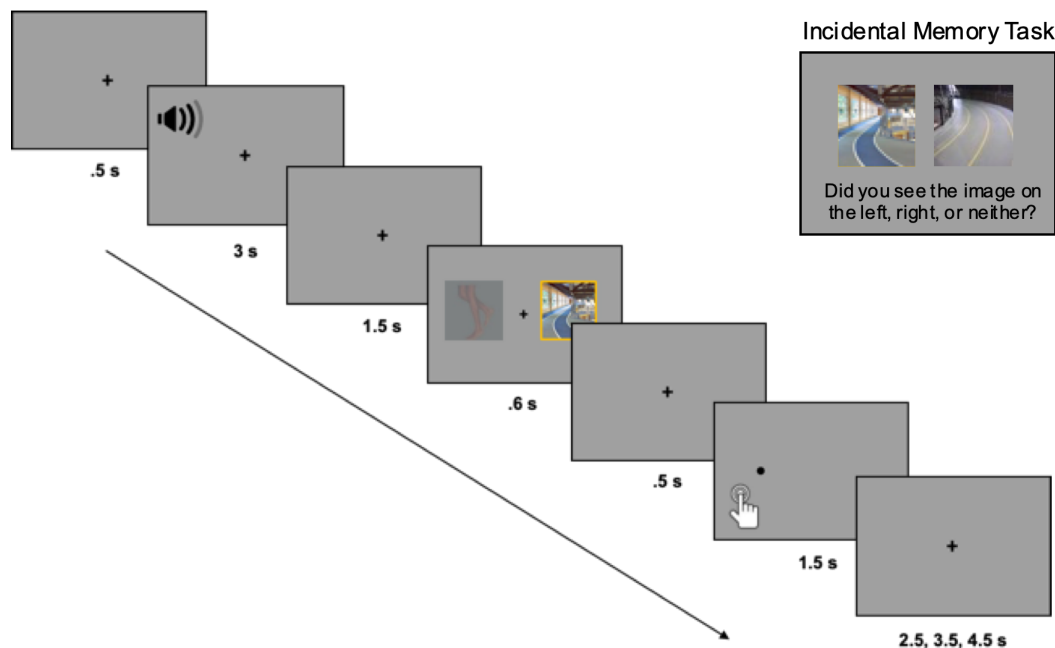 Incidental Memory Task
Did you see the image on
the left, right, or neither?
.5 s
3 s
1.5 s
.6 s
.5 s
1.5 s
2.5, 3.5, 4.5 s